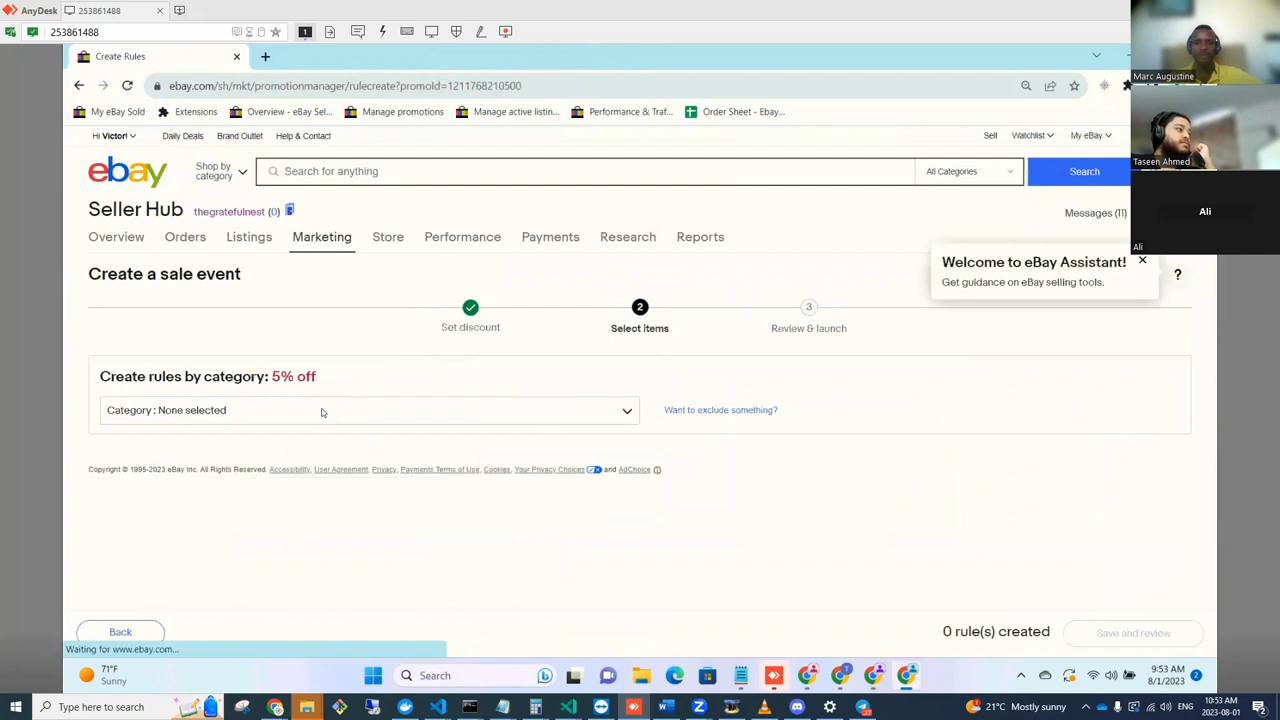 AnyDesk
253861488
253861488
1
Create Rules
ebay.com/sh/mkt/promotionmanager/rulecreate?promoId=1211768210500
My eBay Sold
Extensions
Overview - eBay Sel...
Manage promotions
Manage active listin...
Performance & Traf...
Order Sheet - Ebay...
Hi Victor!
Daily Deals
Brand Outlet
Help & Contact
Sell
Watchlist
My eBay
ebay
Shop by
category
Search for anything
All Categories
Search
Seller Hub
thegratefulnest (0)
Messages (11)
Overview
Orders
Listings
Marketing
Store
Performance
Payments
Research
Reports
Create a sale event
Welcome to eBay Assistant!
Get guidance on eBay selling tools.
?
2
3
Set discount
Select items
Review & launch
Create rules by category: 5% off
Category : None selected
Want to exclude something?
Copyright © 1995-2023 eBay Inc. All Rights Reserved. Accessibility, User Agreement, Privacy, Payments Terms of Use, Cookies, Your Privacy Choices and AdChoice
Back
0 rule(s) created
Save and review
Waiting for www.ebay.com...
71°F
Sunny
Search
9:53 AM
8/1/2023
2
Type here to search
21°C Mostly sunny
10:53 AM
2023-08-01
2
Marc Augustine
Taseen Ahmed
Ali
Ali